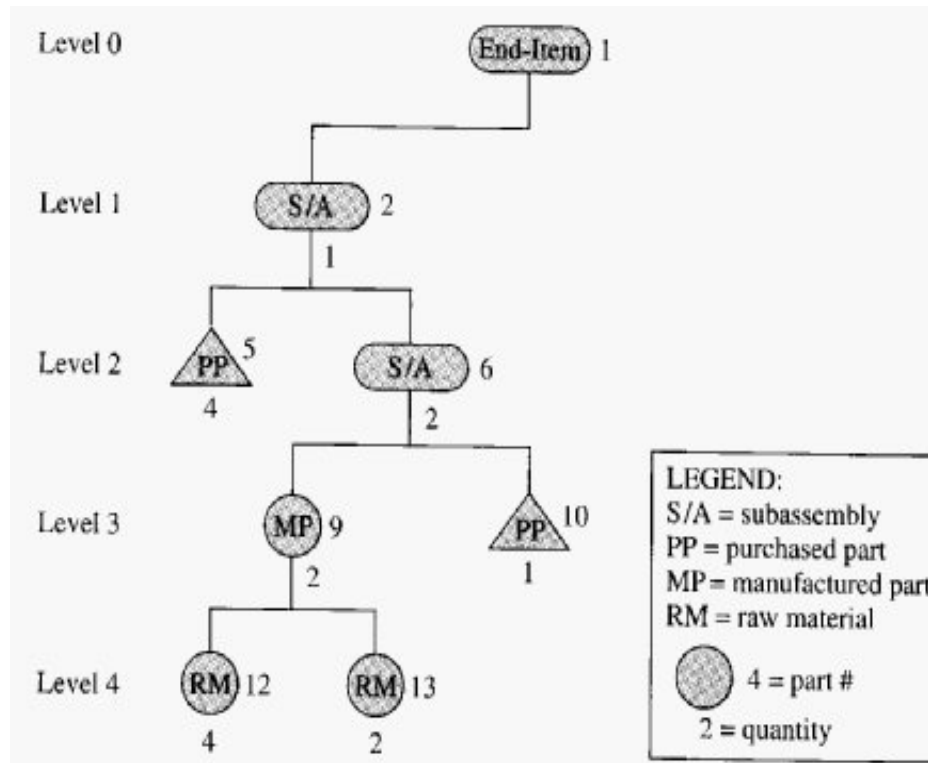 Level 0
End-Item 1
Level 1
S/A 2
1
Level 2
PP 5
4
S/A 6
2
Level 3
MP 9
2
PP 10
1
Level 4
RM 12
4
RM 13
2
LEGEND:
S/A = subassembly
PP = purchased part
MP = manufactured part
RM = raw material
4 = part #
2 = quantity